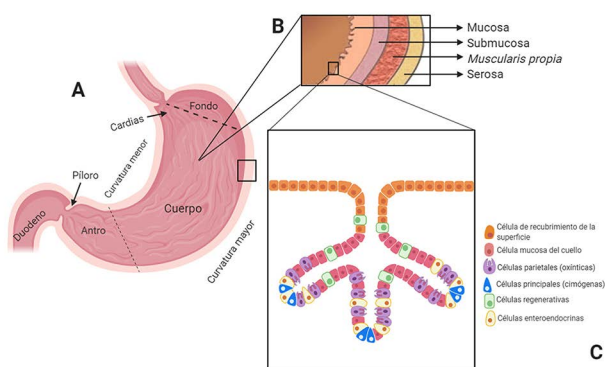 A
Fondo
Cardias
Curvatura menor
Píloro
Duodeno
Antro
Cuerpo
Curvatura mayor
B
Mucosa
Submucosa
Muscularis propia
Serosa
Célula de recubrimiento de la
superficie
Célula mucosa del cuello
Células parietales (oxínticas)
Células principales (cimógenas)
Células regenerativas
Células enteroendocrinas
C